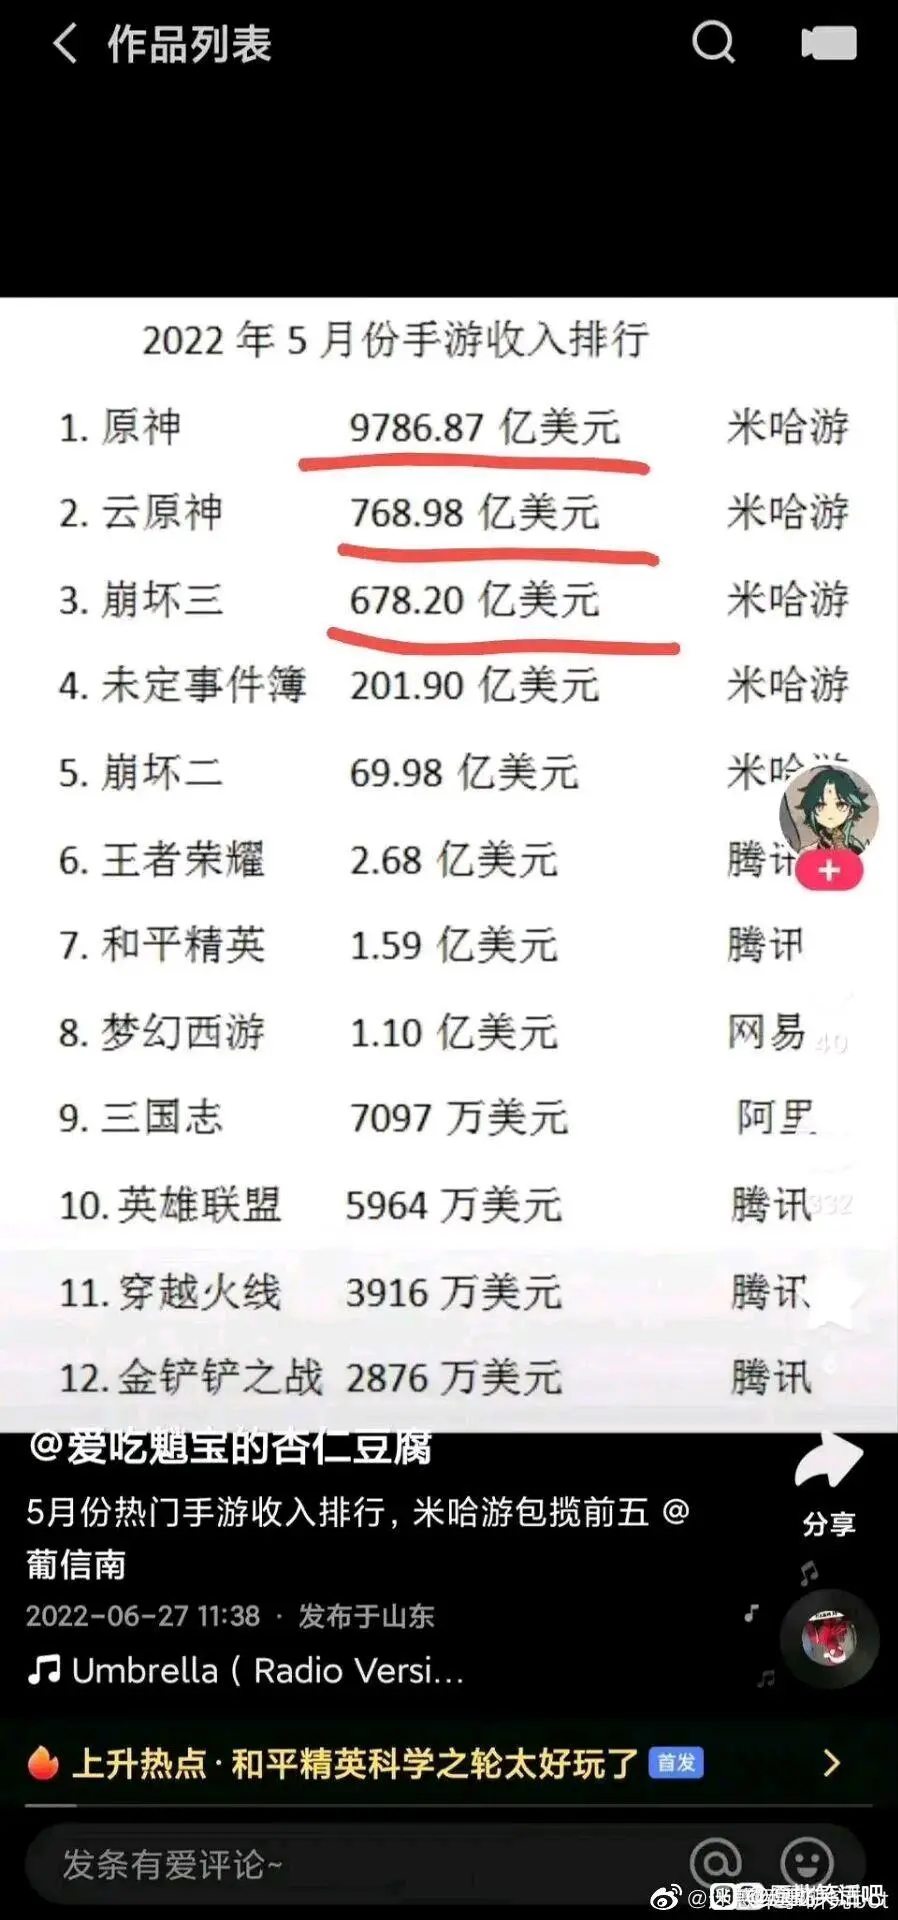 作品列表
2022 年 5 月份手游收入排行
1. 原神 9786.87 亿美元 米哈游
2. 云原神 768.98 亿美元 米哈游
3. 崩坏三 678.20 亿美元 米哈游
4. 未定事件簿 201.90 亿美元 米哈游
5. 崩坏二 69.98 亿美元 米哈游
6. 王者荣耀 2.68 亿美元 腾讯
7. 和平精英 1.59 亿美元 腾讯
8. 梦幻西游 1.10 亿美元 网易
40
9. 三国志 7097 万美元 阿里
10. 英雄联盟 5964 万美元 腾讯
332
11. 穿越火线 3916 万美元 腾讯
12. 金铲铲之战 2876 万美元 腾讯
@爱吃魈宝的杏仁豆腐
5月份热门手游收入排行, 米哈游包揽前五 @
葡信南
分享
2022-06-27 11:38 · 发布于山东
Umbrella ( Radio Versi...
上升热点 · 和平精英科学之轮太好玩了 首发
发条有爱评论~